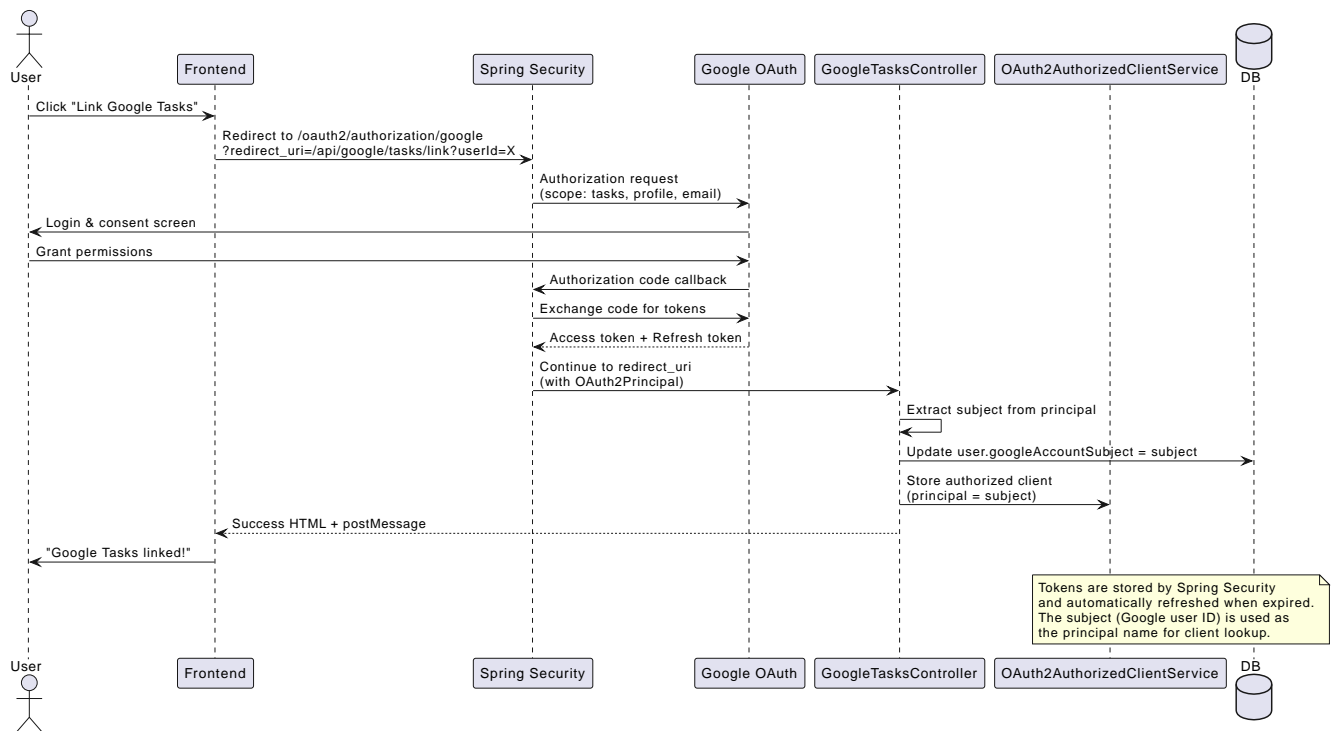 User
Frontend
Spring Security
Google OAuth
GoogleTasksController
OAuth2AuthorizedClientService
DB
Click "Link Google Tasks"
Redirect to /oauth2/authorization/google
?redirect_uri=/api/google/tasks/link?userId=X
Authorization request
(scope: tasks, profile, email)
Login & consent screen
Grant permissions
Authorization code callback
Exchange code for tokens
Access token + Refresh token
Continue to redirect_uri
(with OAuth2Principal)
Extract subject from principal
Update user.googleAccountSubject = subject
Store authorized client
(principal = subject)
Success HTML + postMessage
"Google Tasks linked!"
Tokens are stored by Spring Security
and automatically refreshed when expired.
The subject (Google user ID) is used as
the principal name for client lookup.
User
Frontend
Spring Security
Google OAuth
GoogleTasksController
OAuth2AuthorizedClientService
DB